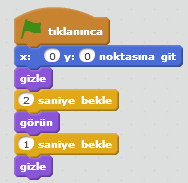 tıklanınca
x: 0 y: 0 noktasına git
gizle
2 saniye bekle
görün
1 saniye bekle
gizle